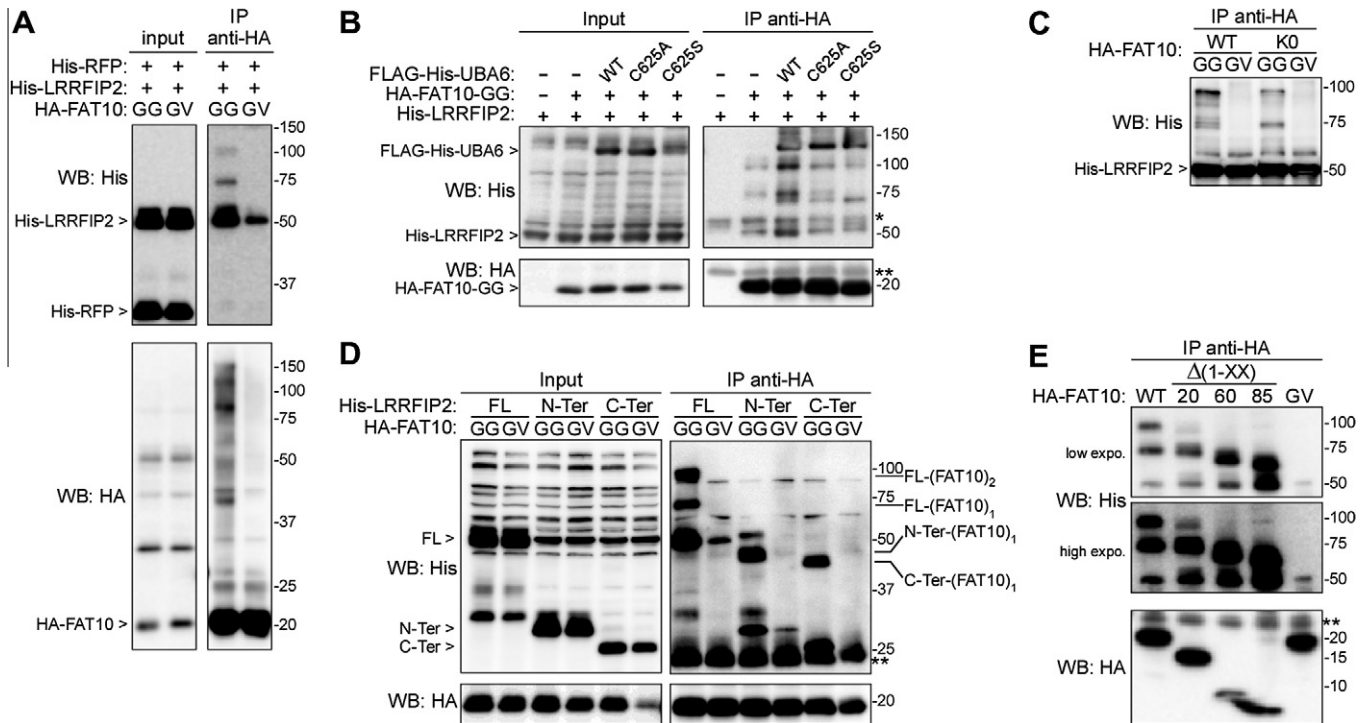 A
input
IP
anti-HA
His-RFP: + + + +
His-LRRFIP2: + + + +
HA-FAT10: GG GV GG GV
-150
-100
WB: His
-75
His-LRRFIP2 >
-50
-37
His-RFP >
-150
-100
-75
-50
WB: HA
-37
-25
HA-FAT10 >
-20
B
Input
IP anti-HA
FLAG-His-UBA6: – – WT C625A C625S – – WT C625A C625S
HA-FAT10-GG: – + + + + – + + + +
His-LRRFIP2: + + + + + + + + + +
-150
FLAG-His-UBA6 >
-100
WB: His
-75
*
His-LRRFIP2 >
-50
WB: HA
**
HA-FAT10-GG >
-20
C
IP anti-HA
HA-FAT10: WT K0
GG GV GG GV
-100
WB: His
-75
His-LRRFIP2 >
-50
D
Input
IP anti-HA
His-LRRFIP2: FL N-Ter C-Ter FL N-Ter C-Ter
HA-FAT10: GG GV GG GV GG GV GG GV GG GV GG GV
-100
FL-(FAT10)2
-75
FL-(FAT10)1
FL >
-50
N-Ter-(FAT10)1
WB: His
C-Ter-(FAT10)1
-37
N-Ter >
C-Ter >
-25
**
WB: HA
-20
E
IP anti-HA
Δ(1-XX)
HA-FAT10: WT 20 60 85 GV
-100
low expo.
-75
-50
WB: His
-100
high expo.
-75
-50
**
-20
WB: HA
-15
-10